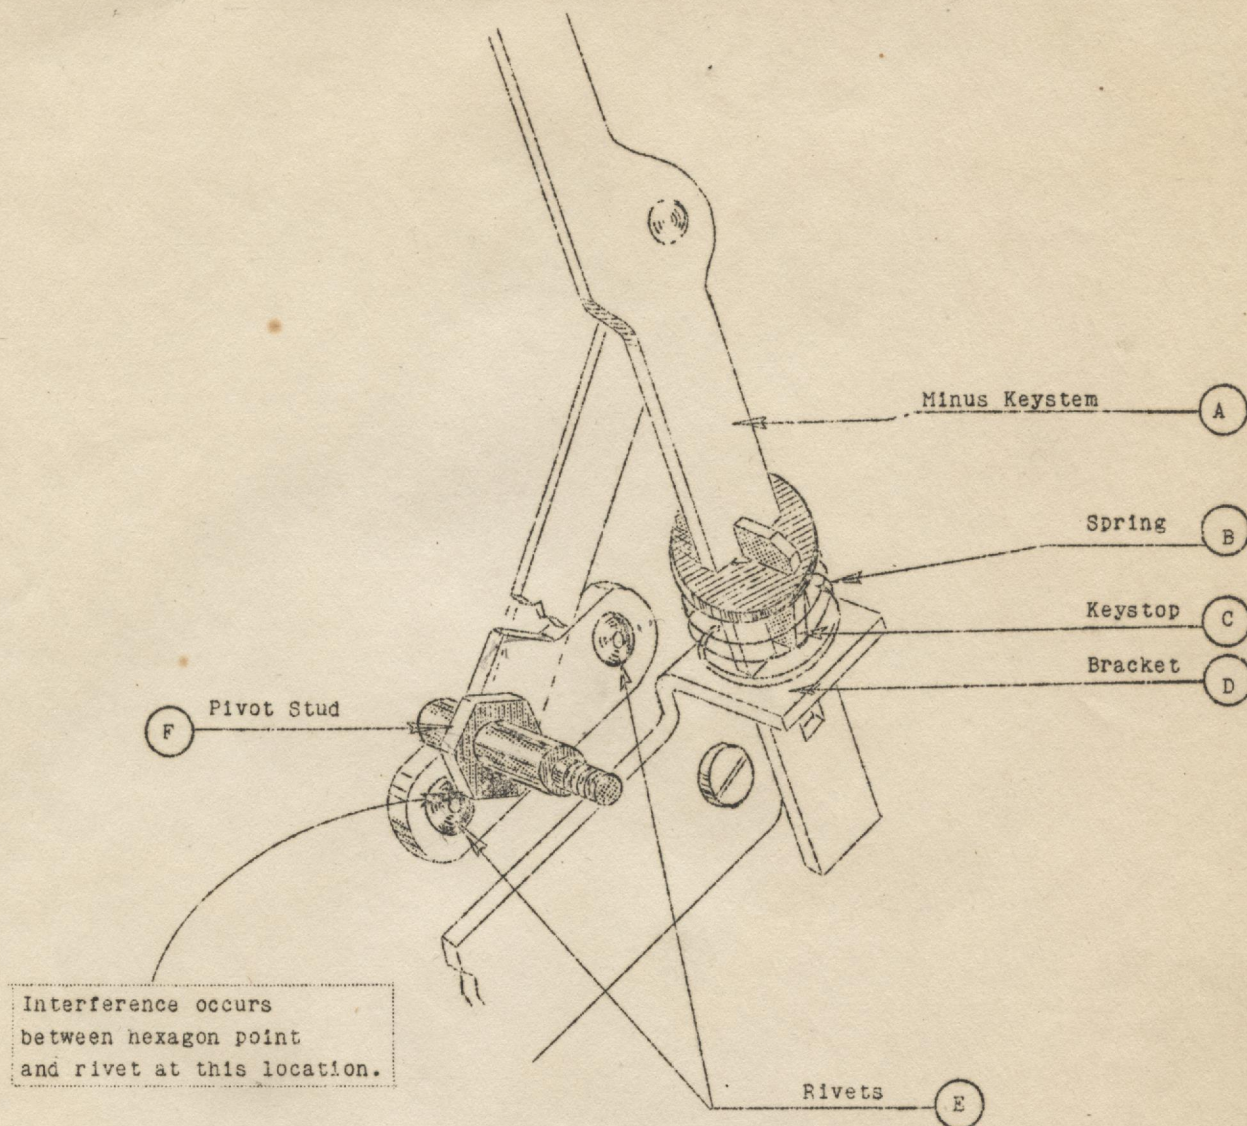 Minus Keystem A
Spring B
Keystop C
Bracket D
F Pivot Stud
Interference occurs
between hexagon point
and rivet at this location.
Rivets E